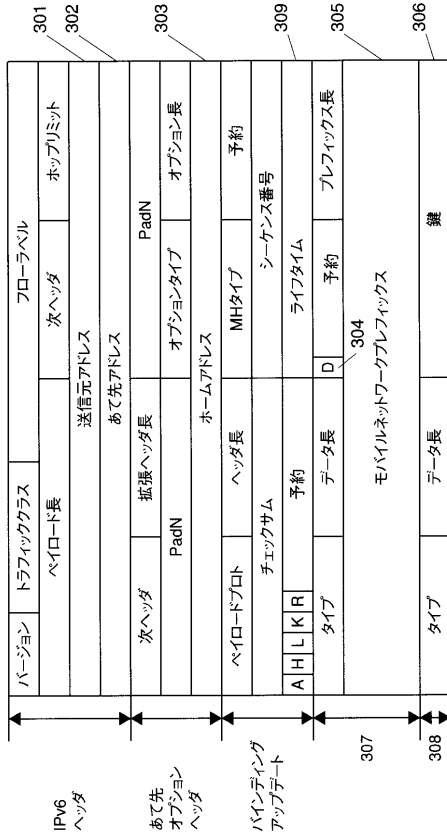 IPv6
ヘッダ
バージョン トラフィッククラス フローラベル
ペイロード長 次ヘッダ ホップリミット
送信元アドレス 301
あて先アドレス 302
あて先
オプション
ヘッダ
次ヘッダ 拡張ヘッダ長 PadN
PadN オプションタイプ オプション長
ホームアドレス 303
バインディング
アップデート
ペイロードプロト ヘッダ長 MHタイプ 予約
チェックサム シーケンス番号
A H L K R 予約 ライフタイム 309
307
タイプ データ長 D 予約 プレフィックス長
304
モバイルネットワークプレフィックス 305
308
タイプ データ長 鍵 306